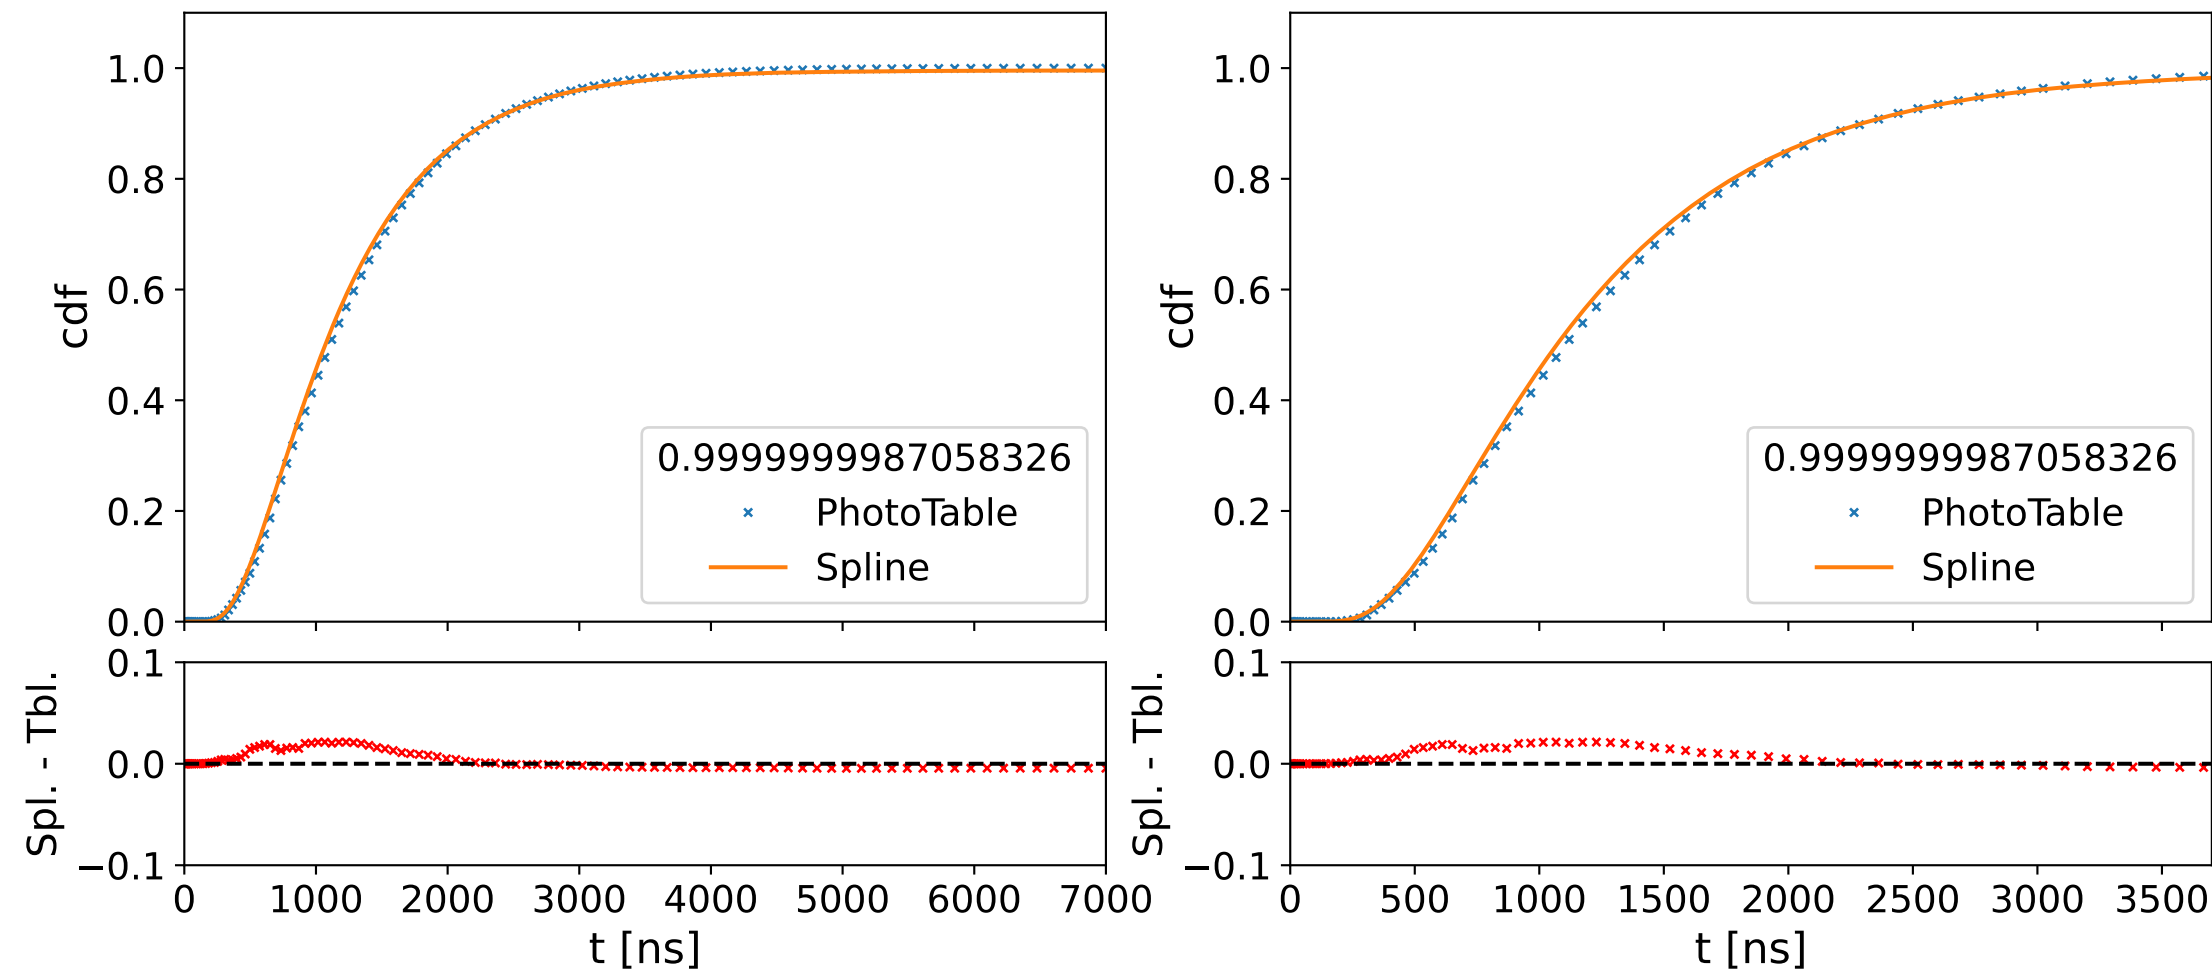 cdf
1.0
0.8
0.6
0.4
0.2
0.0
0.9999999987058326
PhotoTable
Spline
Spl. - Tbl.
0.1
0.0
−0.1
0 1000 2000 3000 4000 5000 6000 7000
t [ns]
cdf
1.0
0.8
0.6
0.4
0.2
0.0
0.9999999987058326
PhotoTable
Spline
Spl. - Tbl.
0.1
0.0
−0.1
0 500 1000 1500 2000 2500 3000 3500
t [ns]